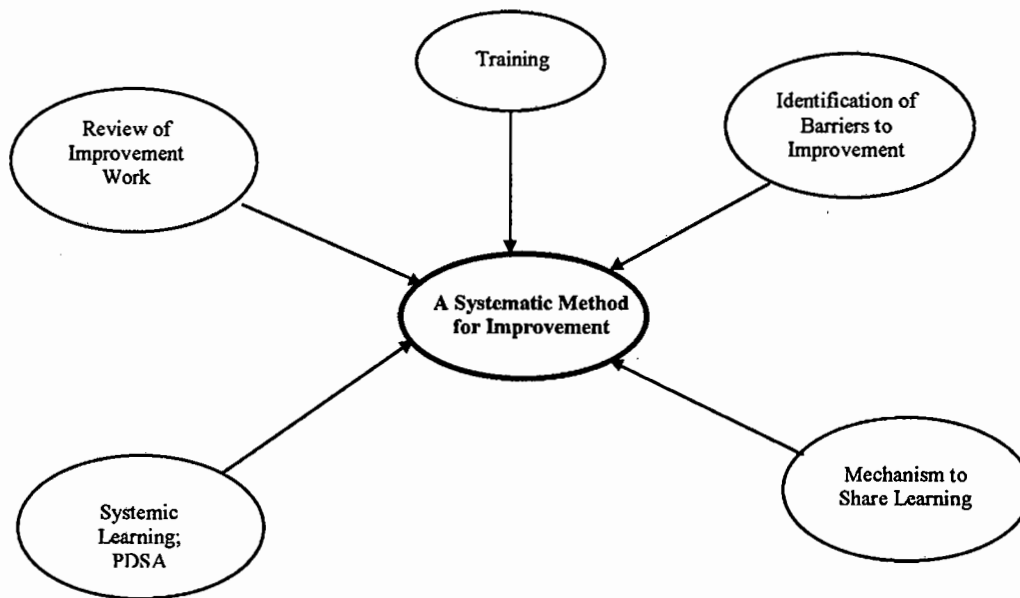 Training
Identification of
Barriers to
Improvement
Review of
Improvement
Work
A Systematic Method
for Improvement
Mechanism to
Share Learning
Systemic
Learning;
PDSA